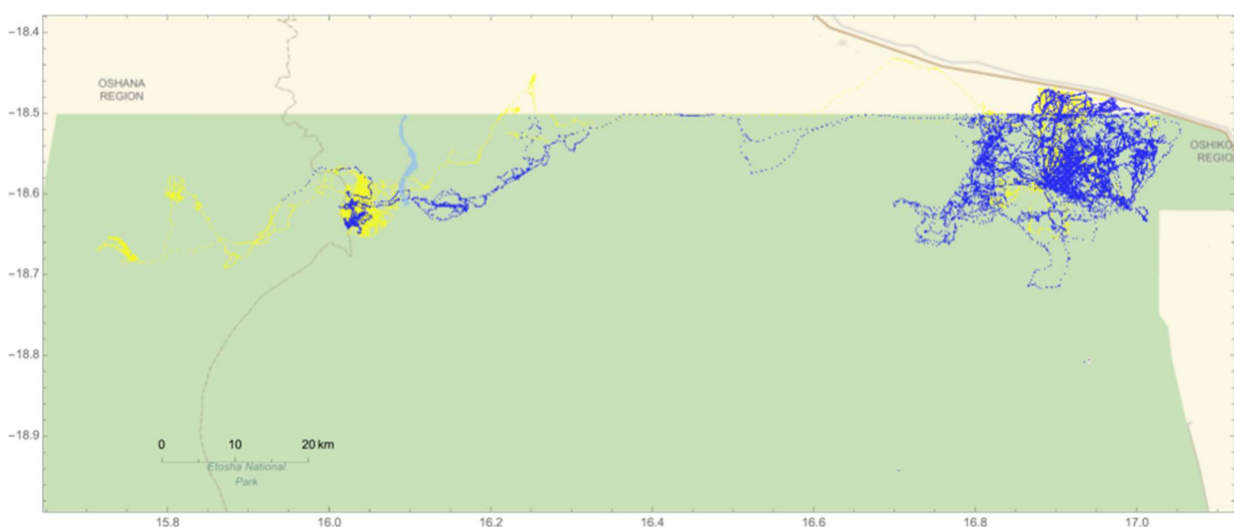 -18.4
OSHANA
REGION
-18.5
OSHIKO
REGIO
-18.6
-18.7
-18.8
-18.9
0 10 20 km
Etosha National
Park
15.8 16.0 16.2 16.4 16.6 16.8 17.0